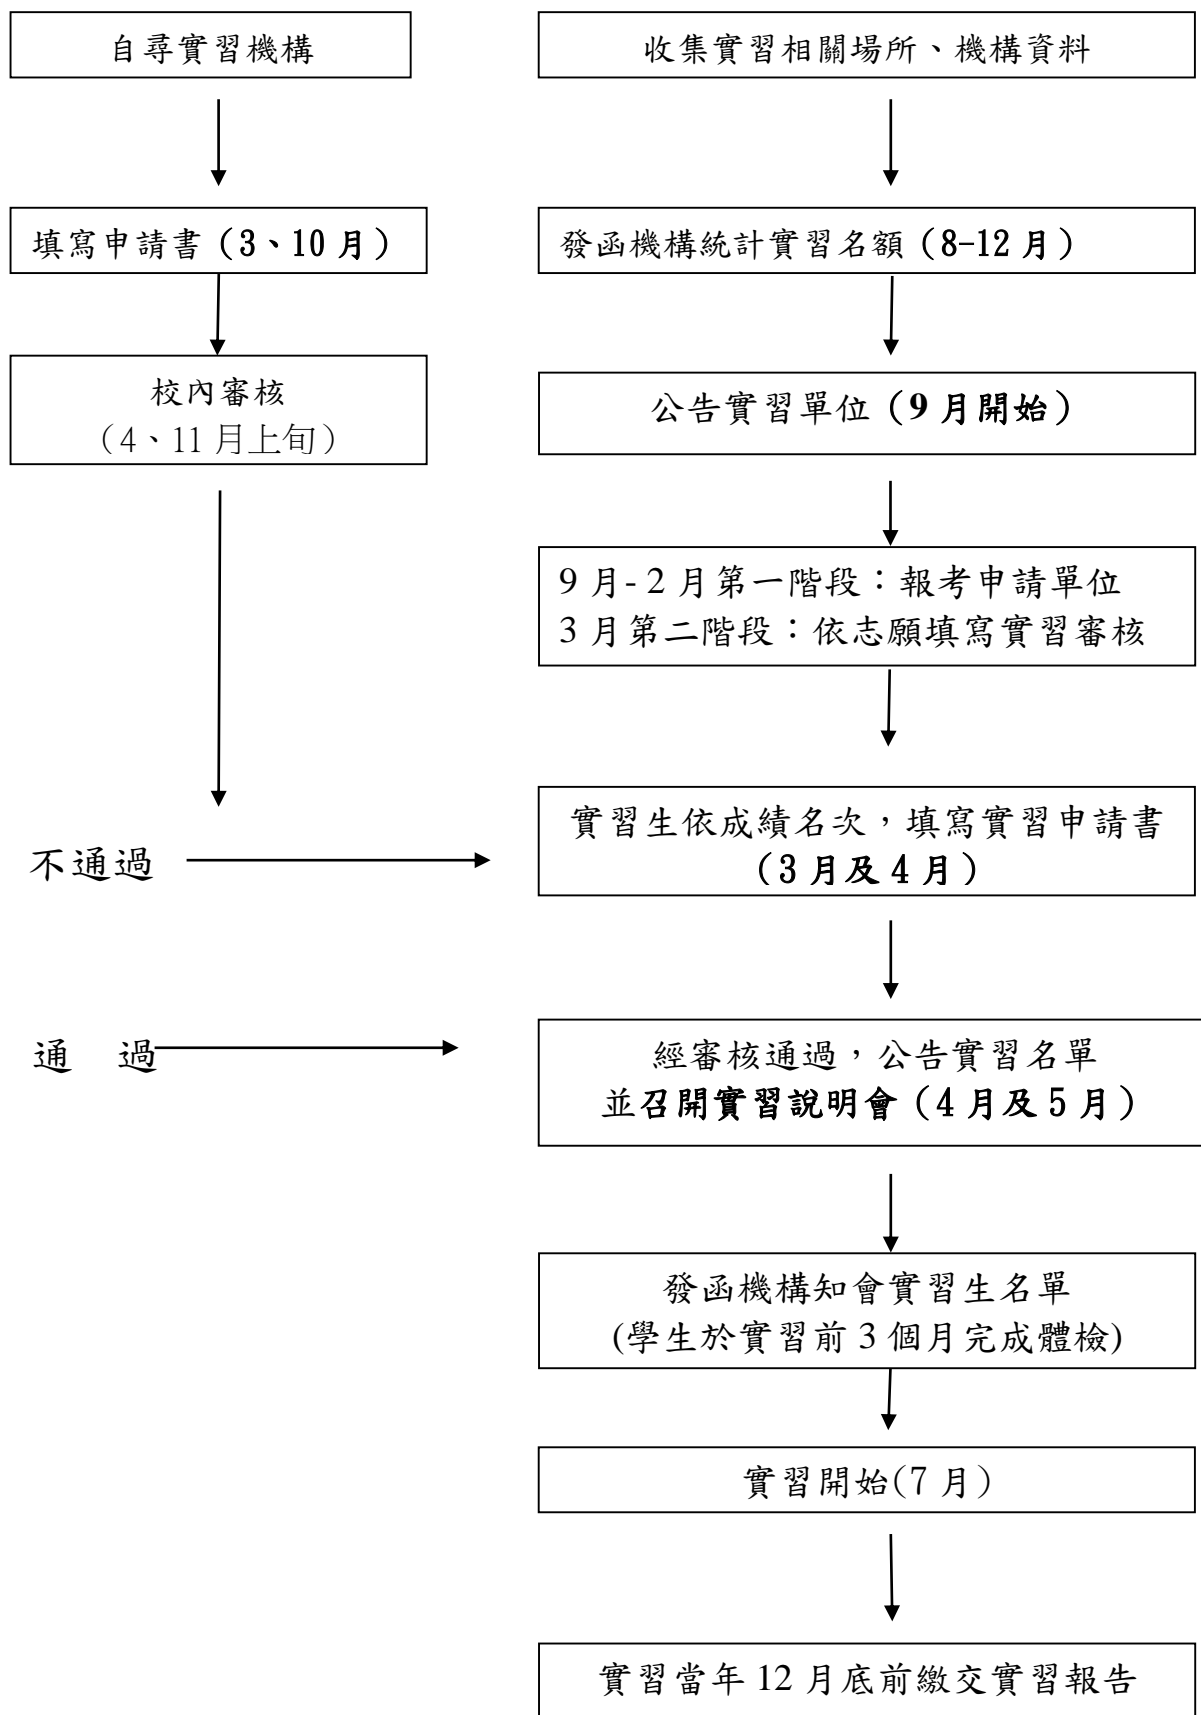 自尋實習機構
收集實習相關場所、機構資料
填寫申請書（3、10 月）
發函機構統計實習名額（8-12 月）
校內審核
（4、11 月上旬）
公告實習單位（9 月開始）
9 月- 2 月第一階段：報考申請單位
3 月第二階段：依志願填寫實習審核
實習生依成績名次，填寫實習申請書
（3 月及 4 月）
不通過
通　過
經審核通過，公告實習名單
並召開實習說明會（4 月及 5 月）
發函機構知會實習生名單
(學生於實習前 3 個月完成體檢)
實習開始(7 月）
實習當年 12 月底前繳交實習報告